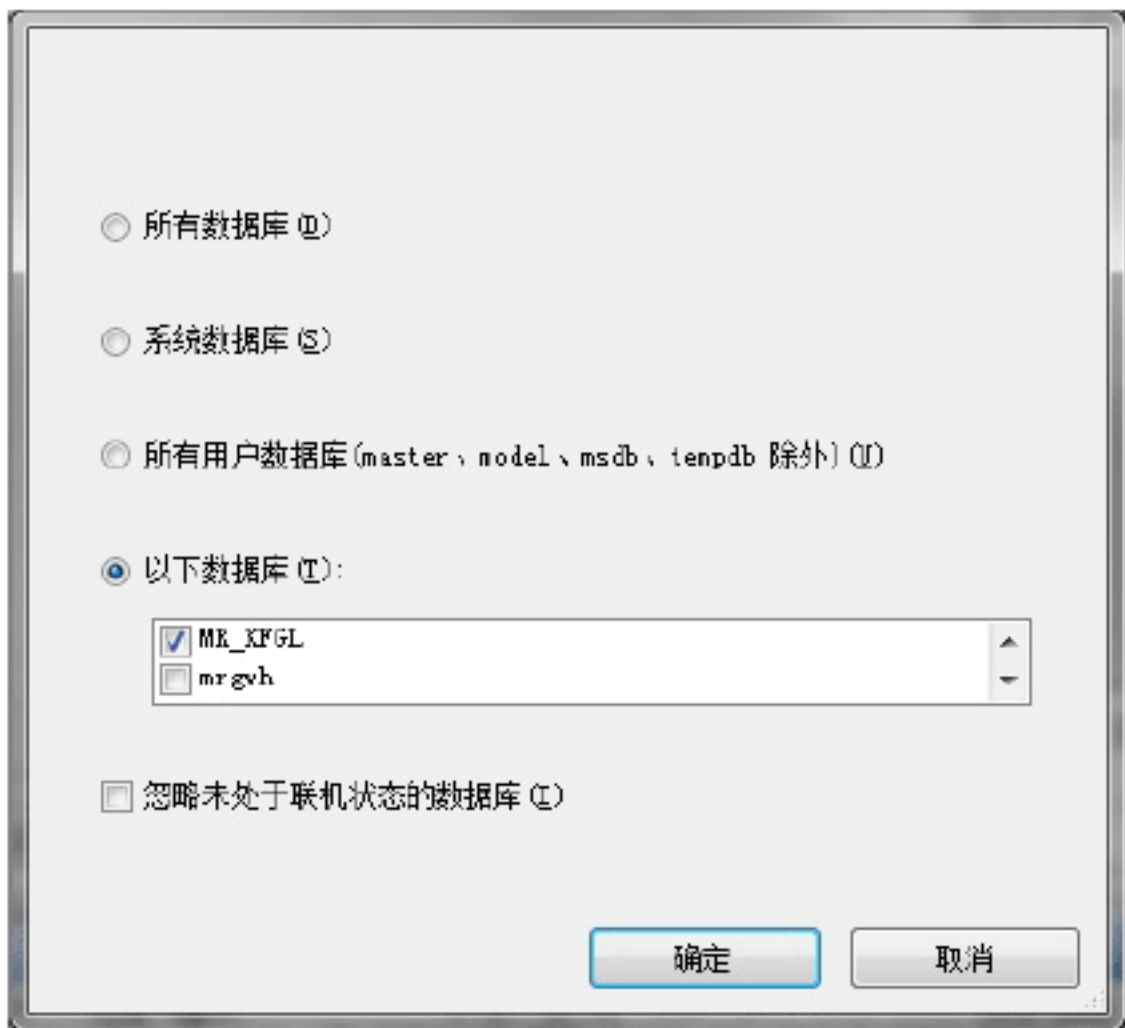 所有数据库(D)
系统数据库(S)
所有用户数据库(master、model、msdb、tempdb 除外)(U)
以下数据库(T):
MR_KFGL
mrgvh
忽略未处于联机状态的数据库(I)
确定
取消